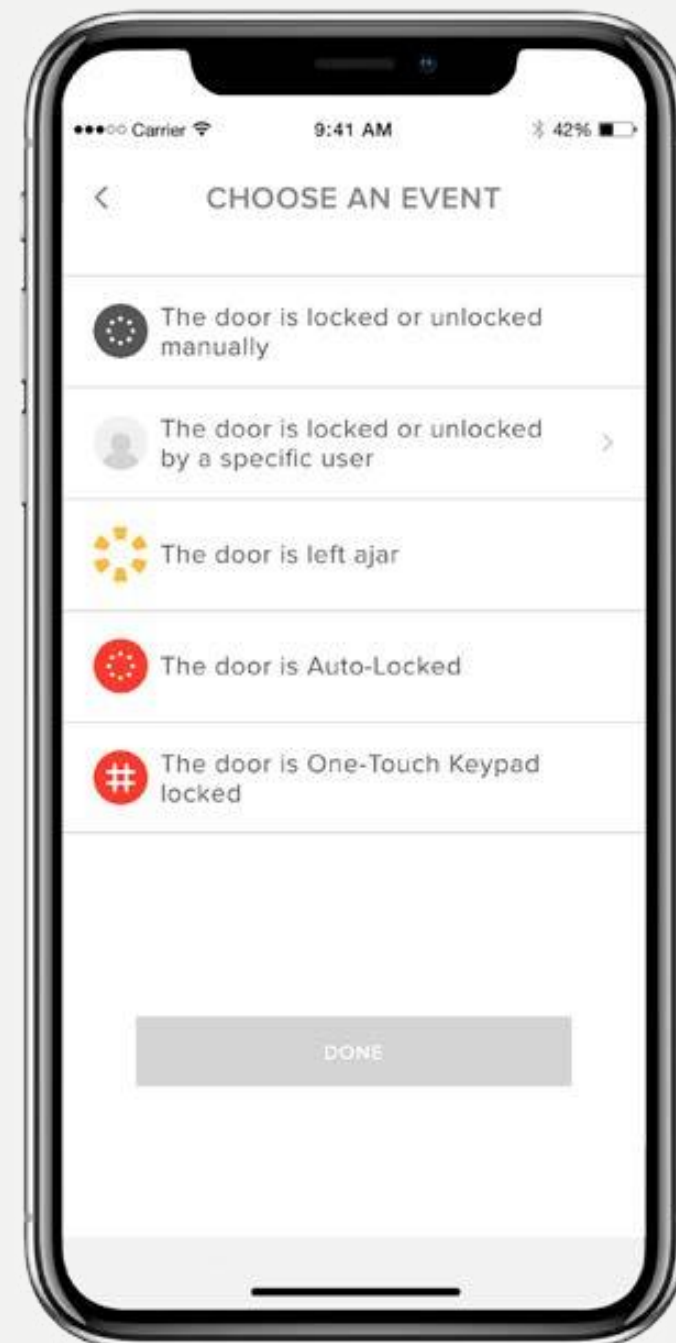 Carrier 9:41 AM 42%
CHOOSE AN EVENT
The door is locked or unlocked
manually
The door is locked or unlocked
by a specific user
The door is left ajar
The door is Auto-Locked
The door is One-Touch Keypad
locked
DONE